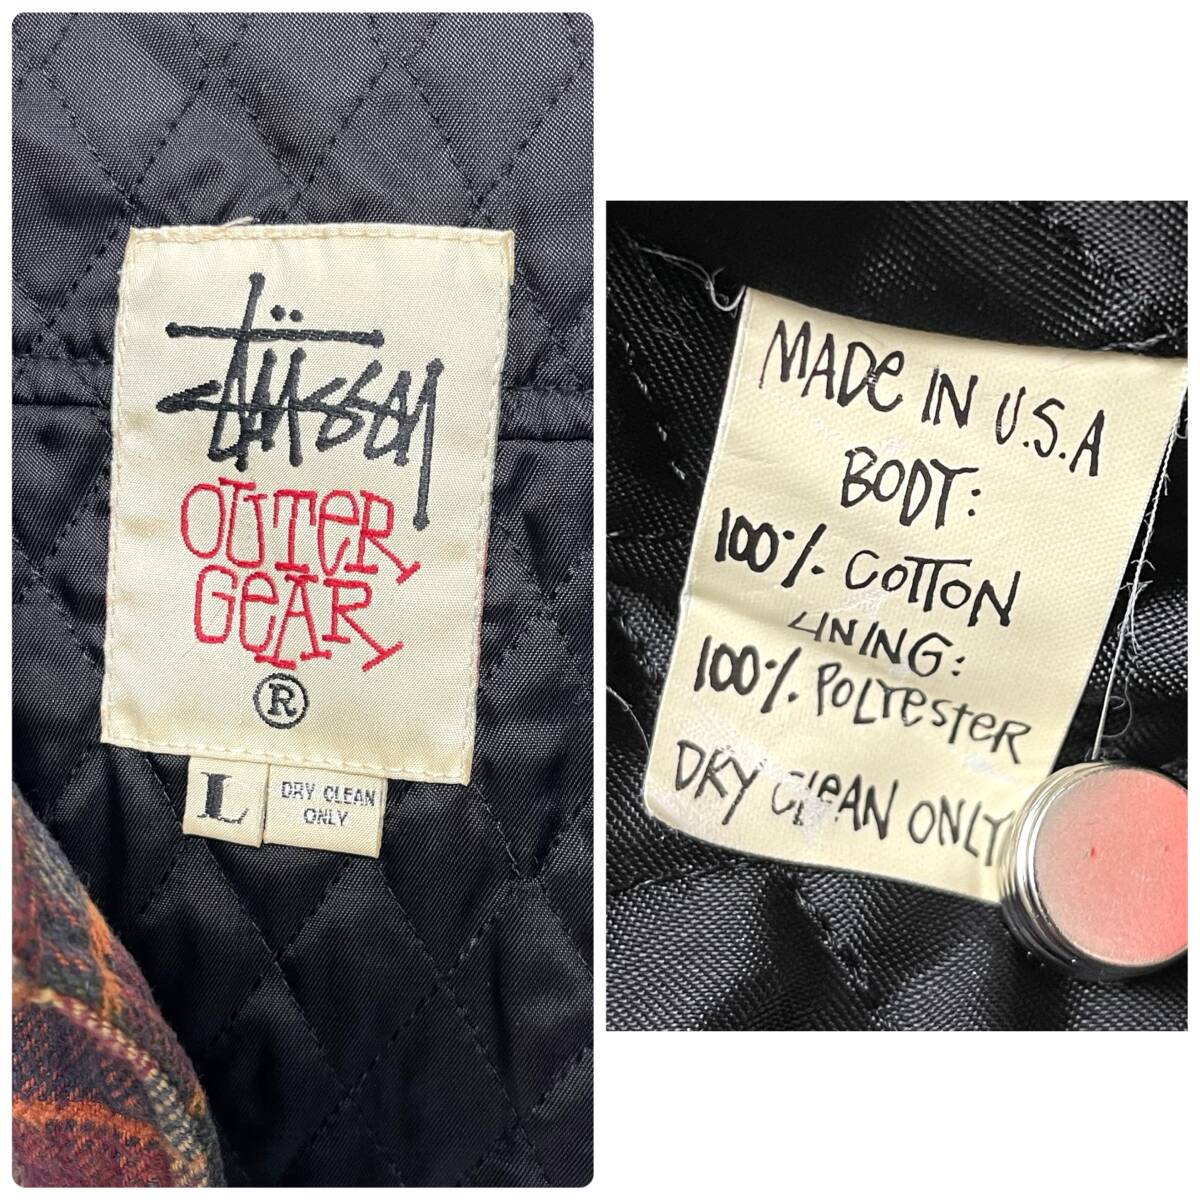 Stüssy
OUTER
GEAR
®
L
DRY CLEAN
ONLY
MADE IN U.S.A
BODY:
100% COTTON
LINING:
100% POLYESTER
DRY CLEAN ONLY